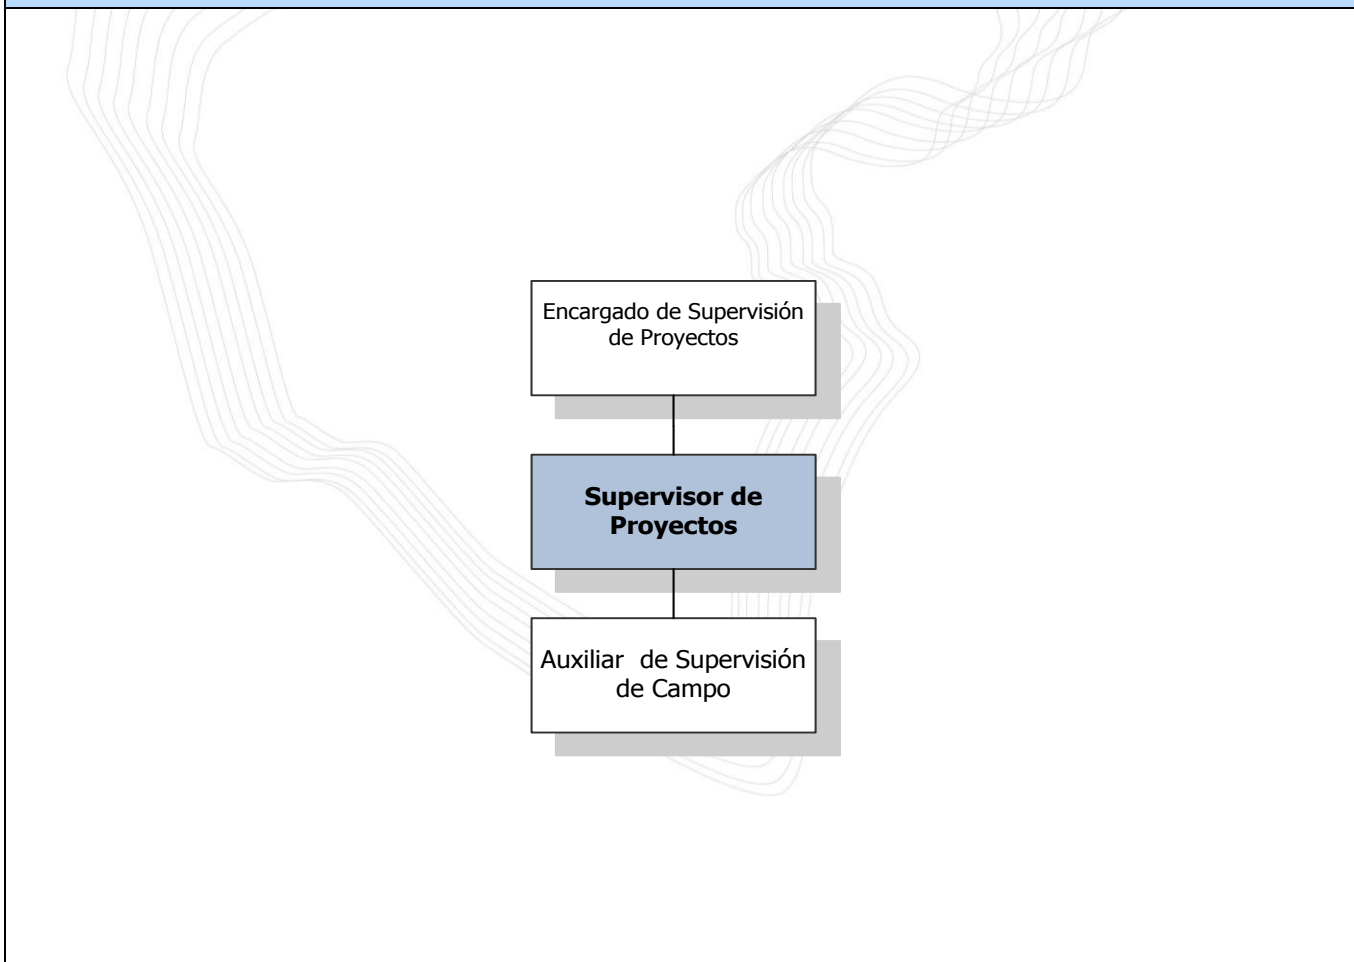 Encargado de Supervisión
de Proyectos
Supervisor de
Proyectos
Auxiliar  de Supervisión
de Campo